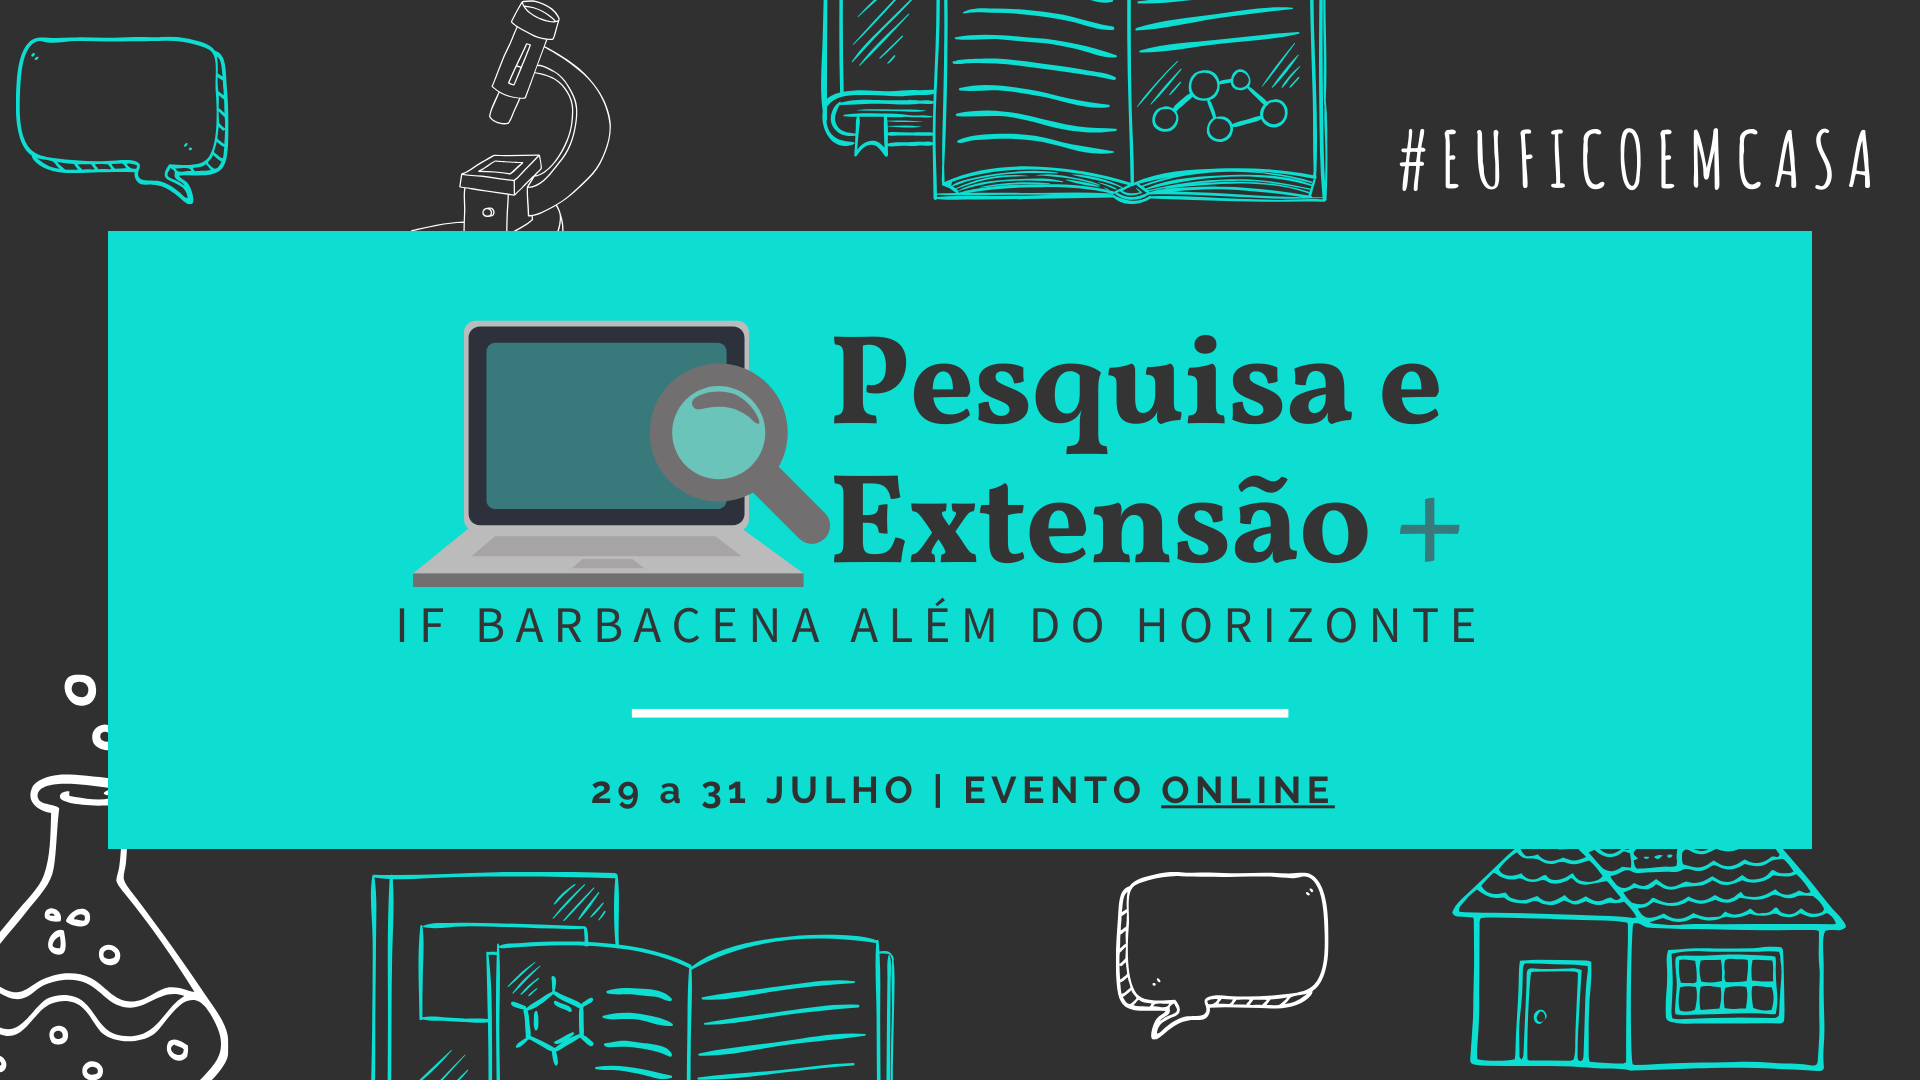 #EUFICOEMCASA
Pesquisa e
Extensão +
IF BARBACENA ALÉM DO HORIZONTE
29 a 31 JULHO | EVENTO ONLINE